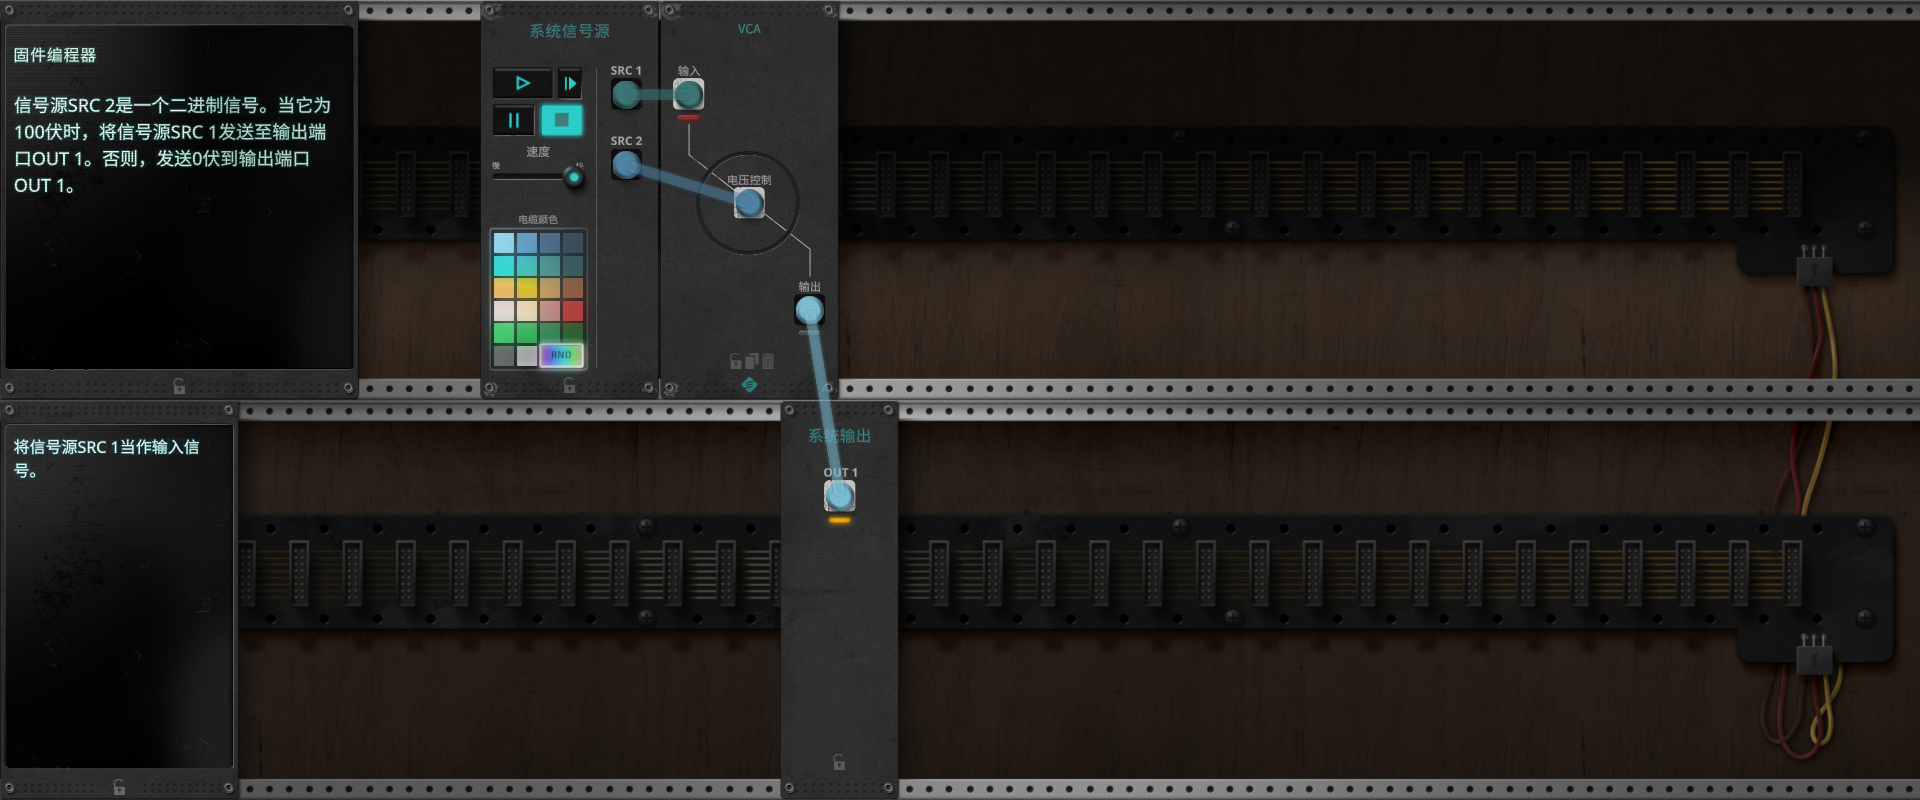 固件编程器
信号源SRC 2是一个二进制信号。当它为
100伏时，将信号源SRC 1发送至输出端
口OUT 1。否则，发送0伏到输出端口
OUT 1。
系统信号源
SRC 1
SRC 2
速度
慢
电缆颜色
RND
VCA
输入
电压控制
输出
将信号源SRC 1当作输入信
号。
系统输出
OUT 1